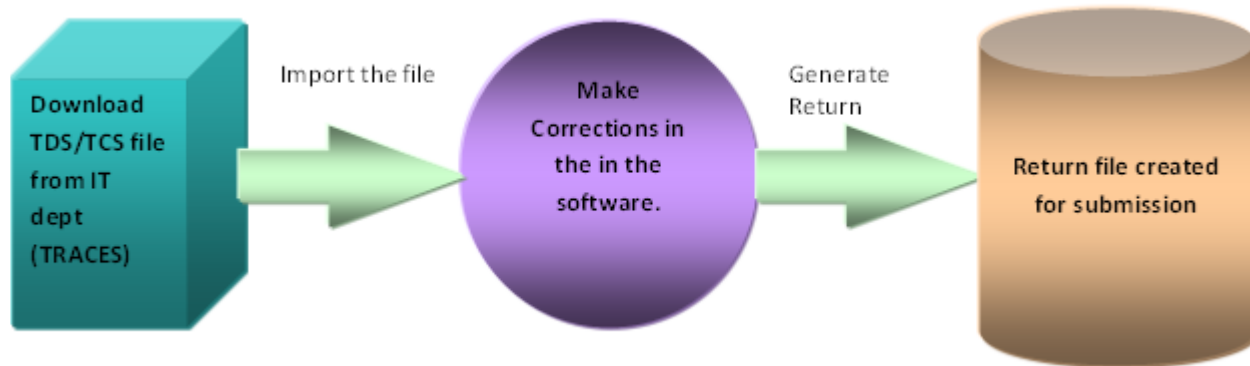 Download
TDS/TCS file
from IT
dept
(TRACES)
Import the file
Make
Corrections in
the in the
software.
Generate
Return
Return file created
for submission